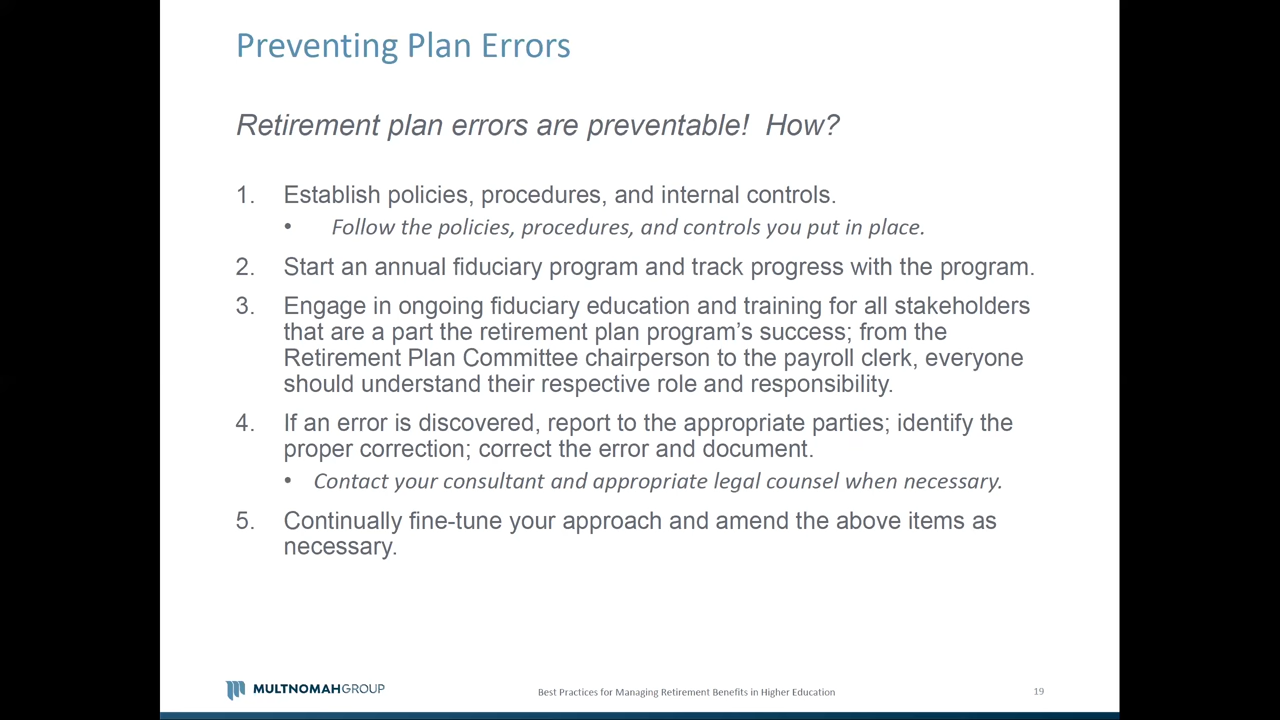 Preventing Plan Errors
Retirement plan errors are preventable!  How?
1. Establish policies, procedures, and internal controls.
• Follow the policies, procedures, and controls you put in place.
2. Start an annual fiduciary program and track progress with the program.
3. Engage in ongoing fiduciary education and training for all stakeholders
that are a part the retirement plan program’s success; from the
Retirement Plan Committee chairperson to the payroll clerk, everyone
should understand their respective role and responsibility.
4. If an error is discovered, report to the appropriate parties; identify the
proper correction; correct the error and document.
• Contact your consultant and appropriate legal counsel when necessary.
5. Continually fine-tune your approach and amend the above items as
necessary.
MULTNOMAHGROUP
Best Practices for Managing Retirement Benefits in Higher Education
19